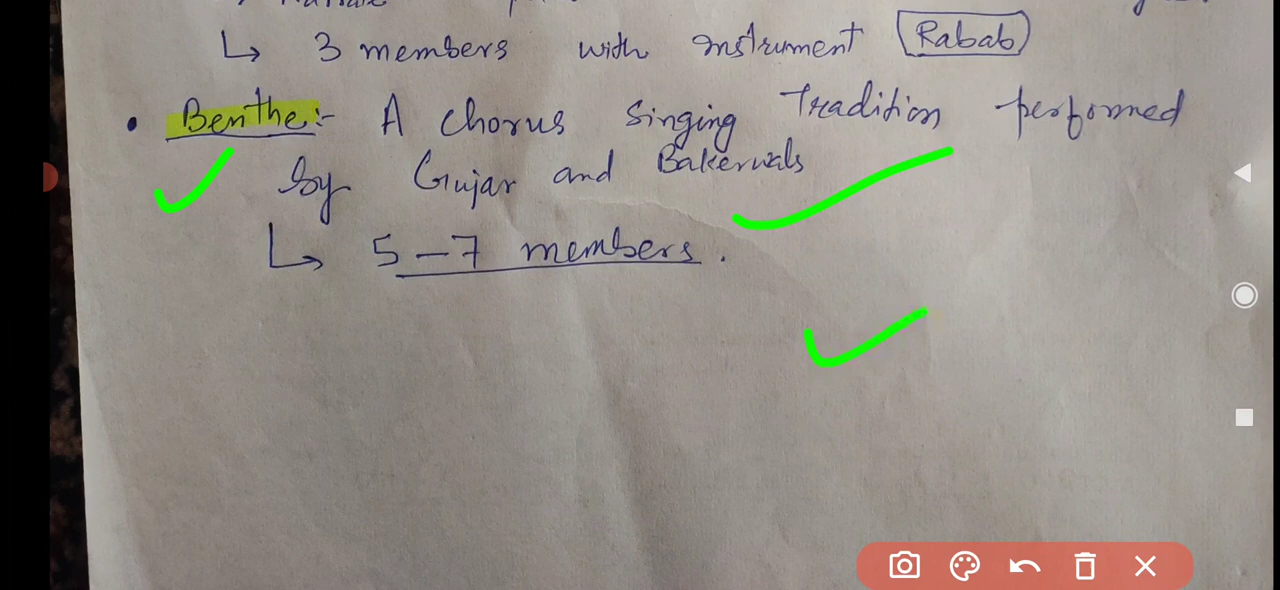 ↳ 3 members with instrument Rabab
• Benthe:- A chorus singing Tradition performed
by Gujar and Bakerwals
↳ 5-7 members.